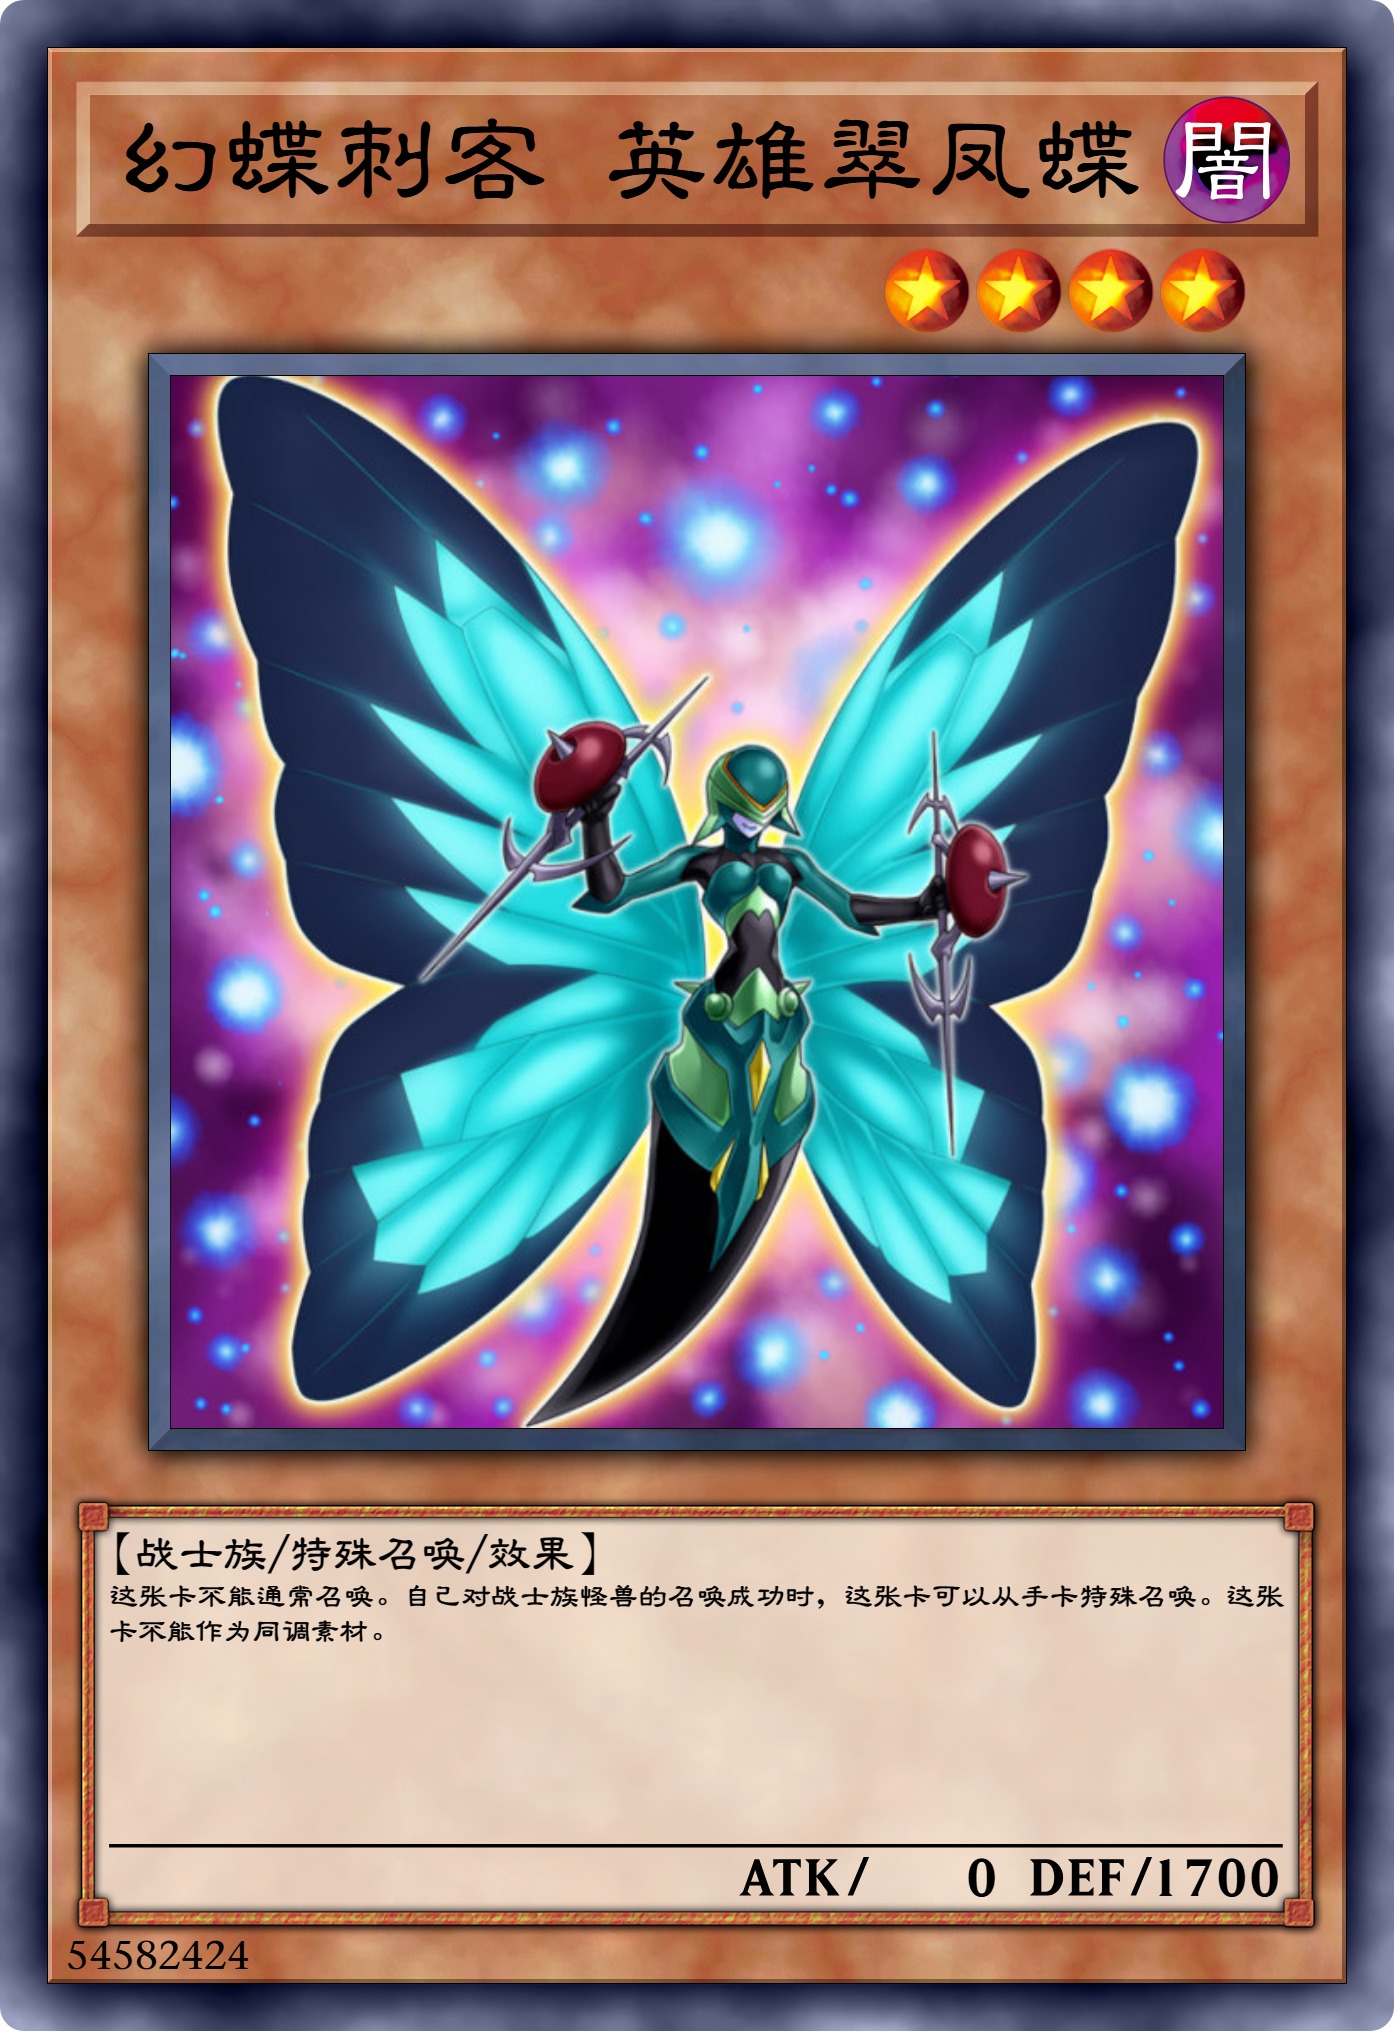 幻蝶刺客 英雄翠凤蝶 闇
【战士族/特殊召唤/效果】
这张卡不能通常召唤。自己对战士族怪兽的召唤成功时，这张卡可以从手卡特殊召唤。这张
卡不能作为同调素材。
ATK/ 0 DEF/1700
54582424